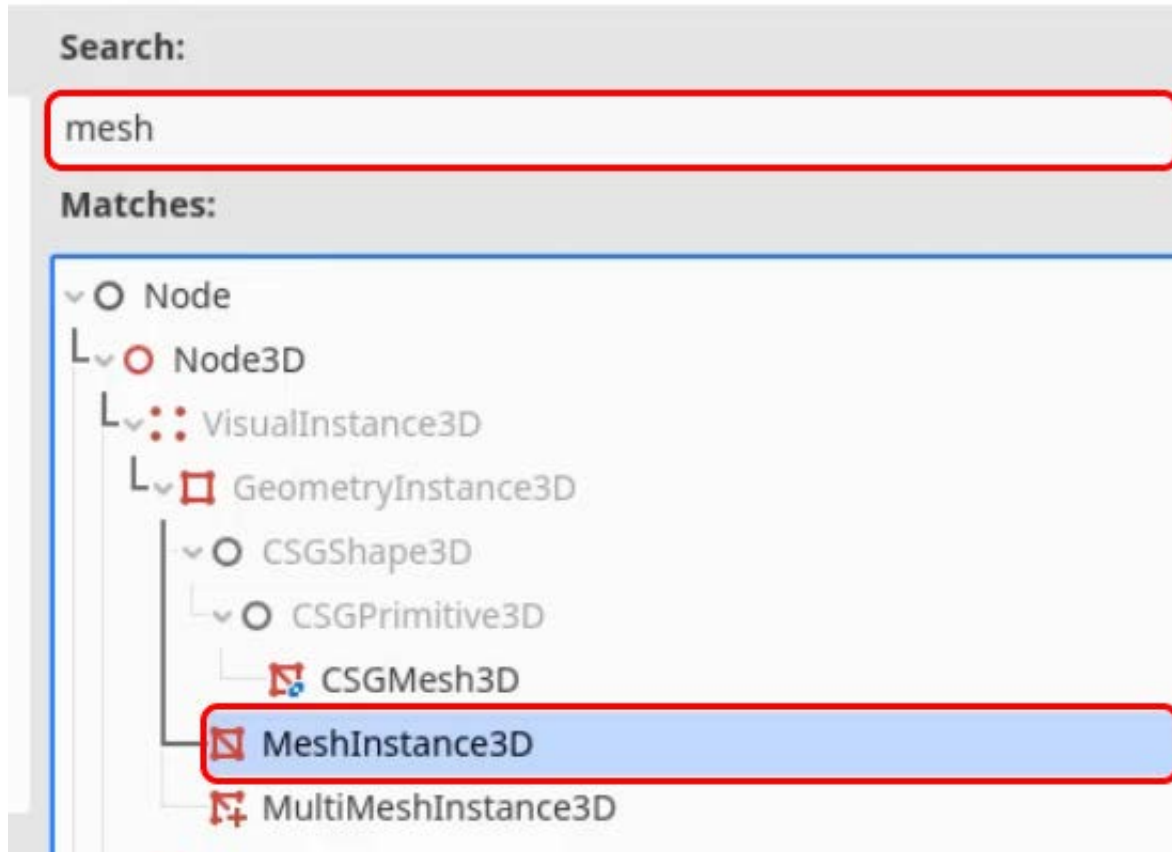 Search:
mesh
Matches:
Node
Node3D
VisualInstance3D
GeometryInstance3D
CSGShape3D
CSGPrimitive3D
CSGMesh3D
MeshInstance3D
MultiMeshInstance3D